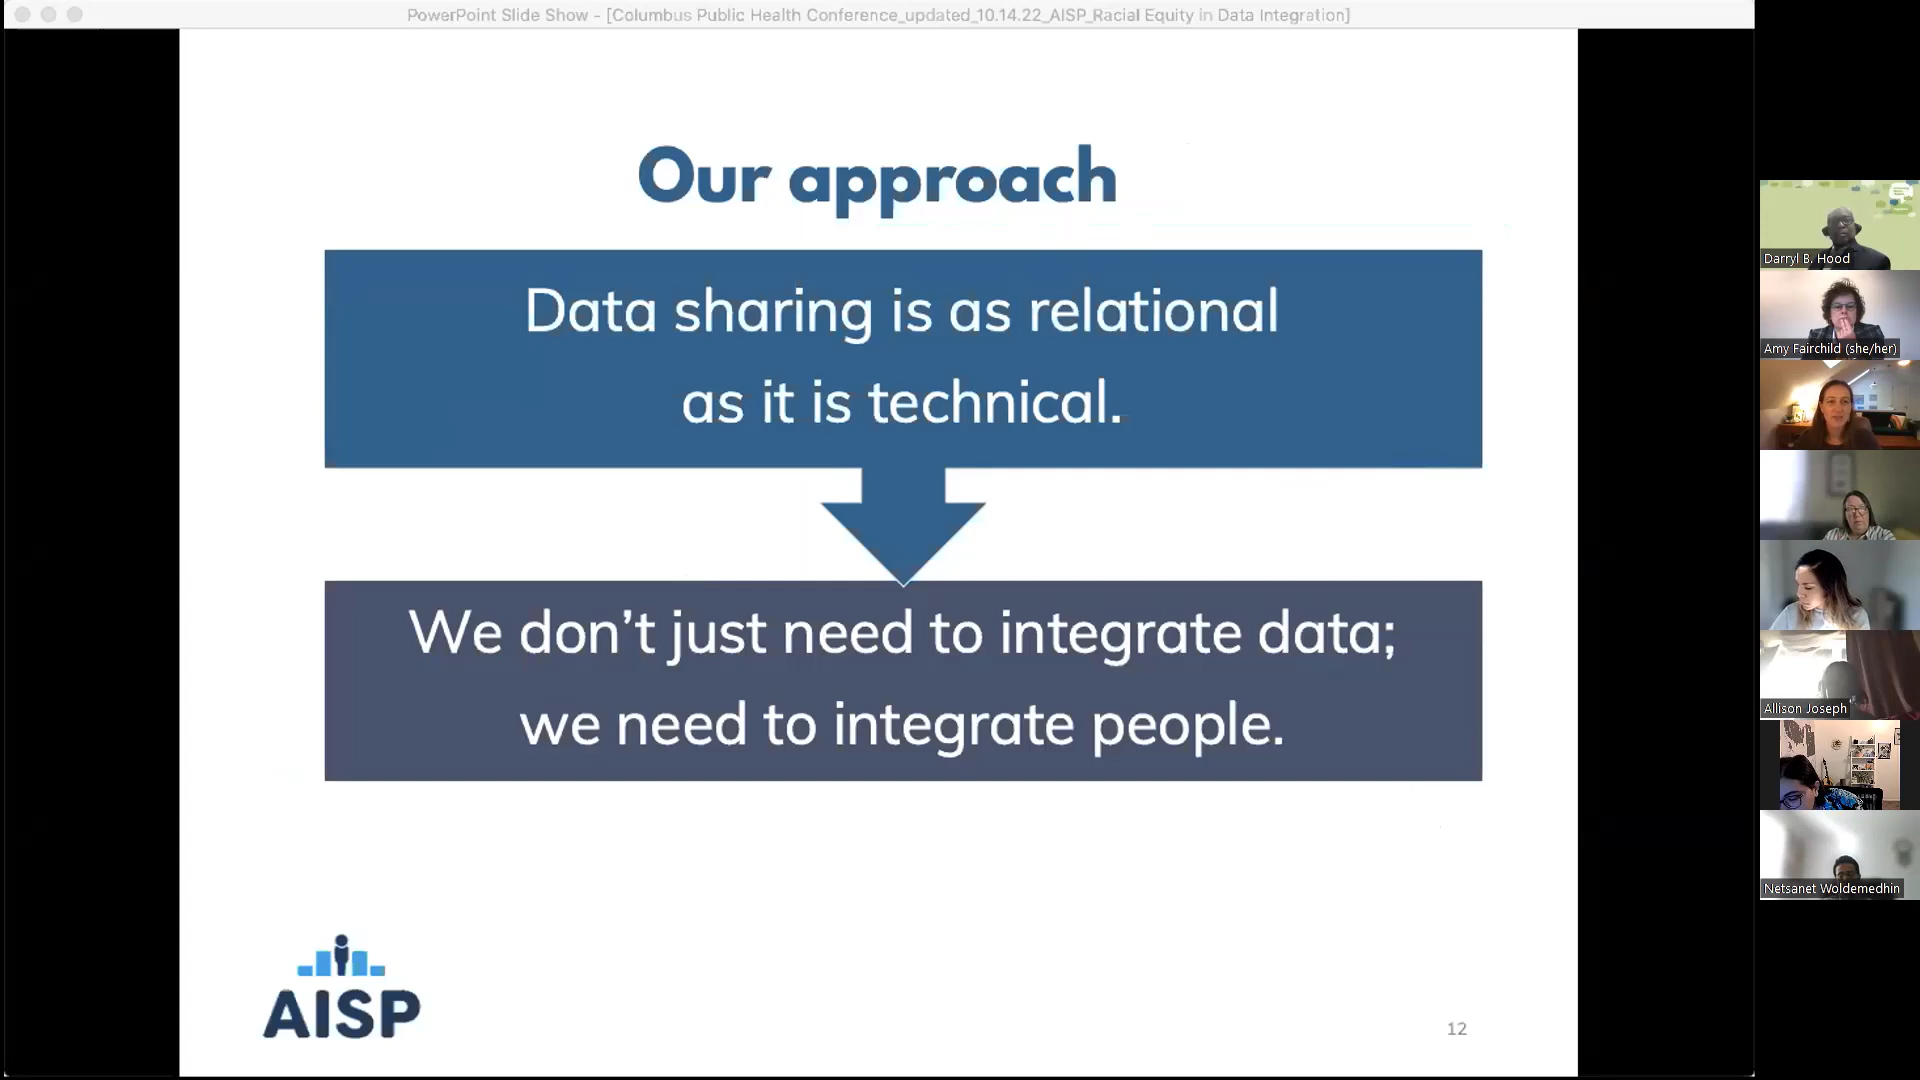 PowerPoint Slide Show - [Columbus Public Health Conference_updated_10.14.22_AISP_Racial Equity in Data Integration]
Our approach
Data sharing is as relational
as it is technical.
We don't just need to integrate data;
we need to integrate people.
AISP
12
Darryl B. Hood
Amy Fairchild (she/her)
Allison Joseph
Netsanet Woldemedhin